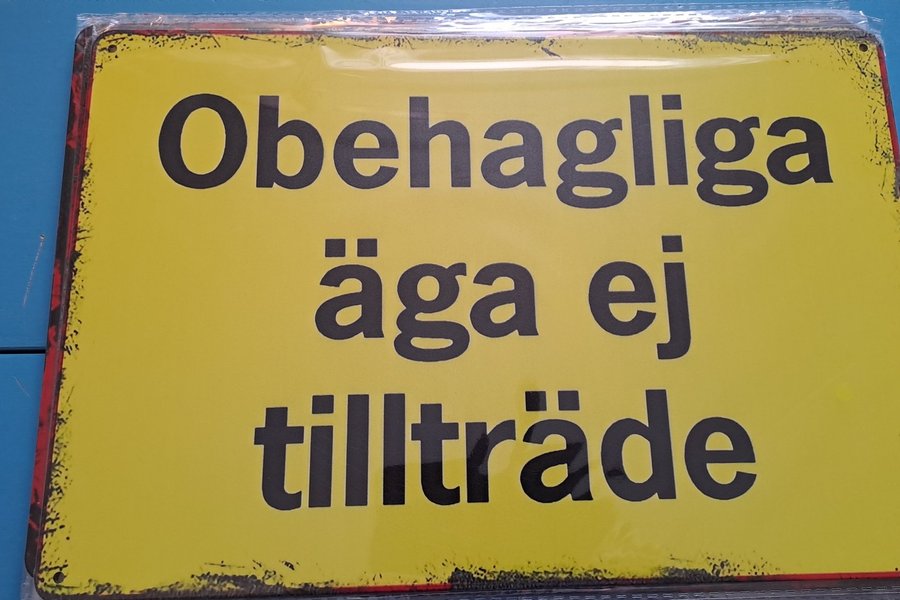 Obehagliga
äga ej
tillträde